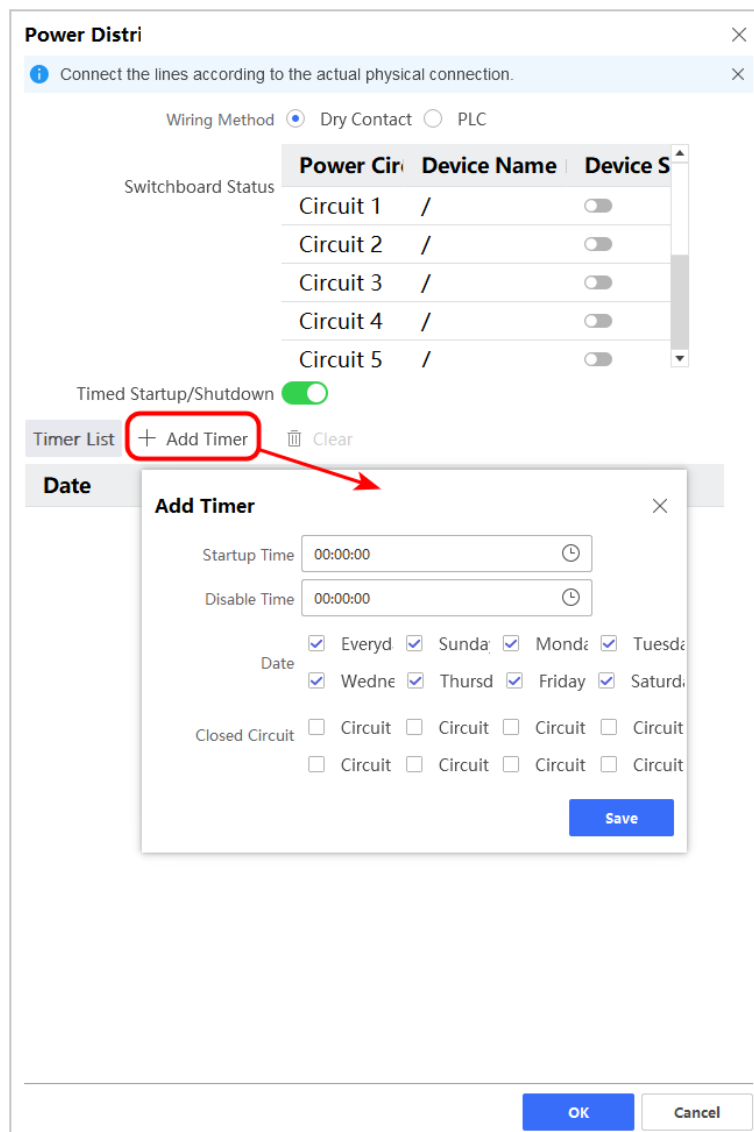 Power Distri
Connect the lines according to the actual physical connection.
Wiring Method Dry Contact PLC
Switchboard Status
Power Cir Device Name Device S
Circuit 1 /
Circuit 2 /
Circuit 3 /
Circuit 4 /
Circuit 5 /
Timed Startup/Shutdown
Timer List + Add Timer Clear
Date
Add Timer
Startup Time 00:00:00
Disable Time 00:00:00
Date
Everyd Sunday Monda Tuesda
Wedne Thursd Friday Saturda
Closed Circuit
Circuit Circuit Circuit Circuit
Circuit Circuit Circuit Circuit
Save
OK Cancel